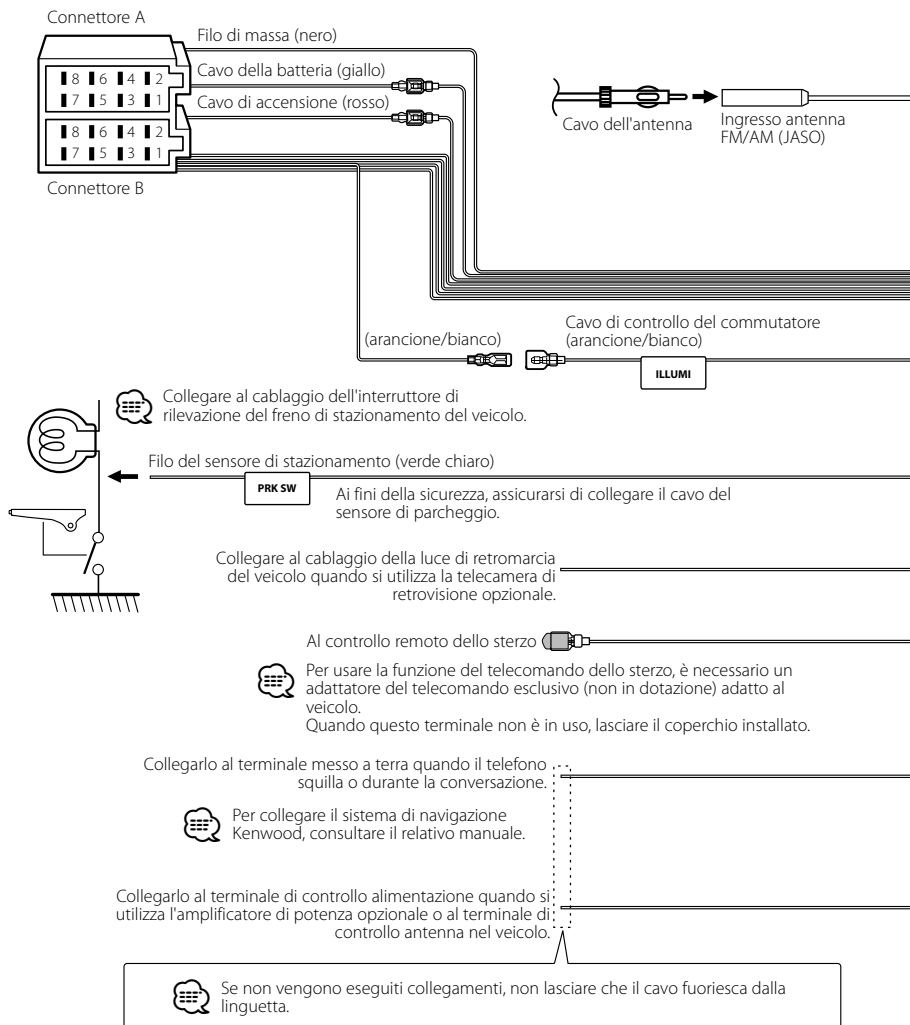 Connettore A
Filo di massa (nero)
8 6 4 2
7 5 3 1
Cavo della batteria (giallo)
Cavo di accensione (rosso)
8 6 4 2
7 5 3 1
Connettore B
Cavo dell'antenna
Ingresso antenna
FM/AM (JASO)
(arancione/bianco)
Cavo di controllo del commutatore
(arancione/bianco)
ILLUMI
Collegare al cablaggio dell'interruttore di
rilevazione del freno di stazionamento del veicolo.
Filo del sensore di stazionamento (verde chiaro)
PRK SW
Ai fini della sicurezza, assicurarsi di collegare il cavo del
sensore di parcheggio.
Collegare al cablaggio della luce di retromarcia
del veicolo quando si utilizza la telecamera di
retrovisione opzionale.
Al controllo remoto dello sterzo
Per usare la funzione del telecomando dello sterzo, è necessario un
adattatore del telecomando esclusivo (non in dotazione) adatto al
veicolo.
Quando questo terminale non è in uso, lasciare il coperchio installato.
Collegarlo al terminale messo a terra quando il telefono
squilla o durante la conversazione.
Per collegare il sistema di navigazione
Kenwood, consultare il relativo manuale.
Collegarlo al terminale di controllo alimentazione quando si
utilizza l'amplificatore di potenza opzionale o al terminale di
controllo antenna nel veicolo.
Se non vengono eseguiti collegamenti, non lasciare che il cavo fuoriesca dalla
linguetta.